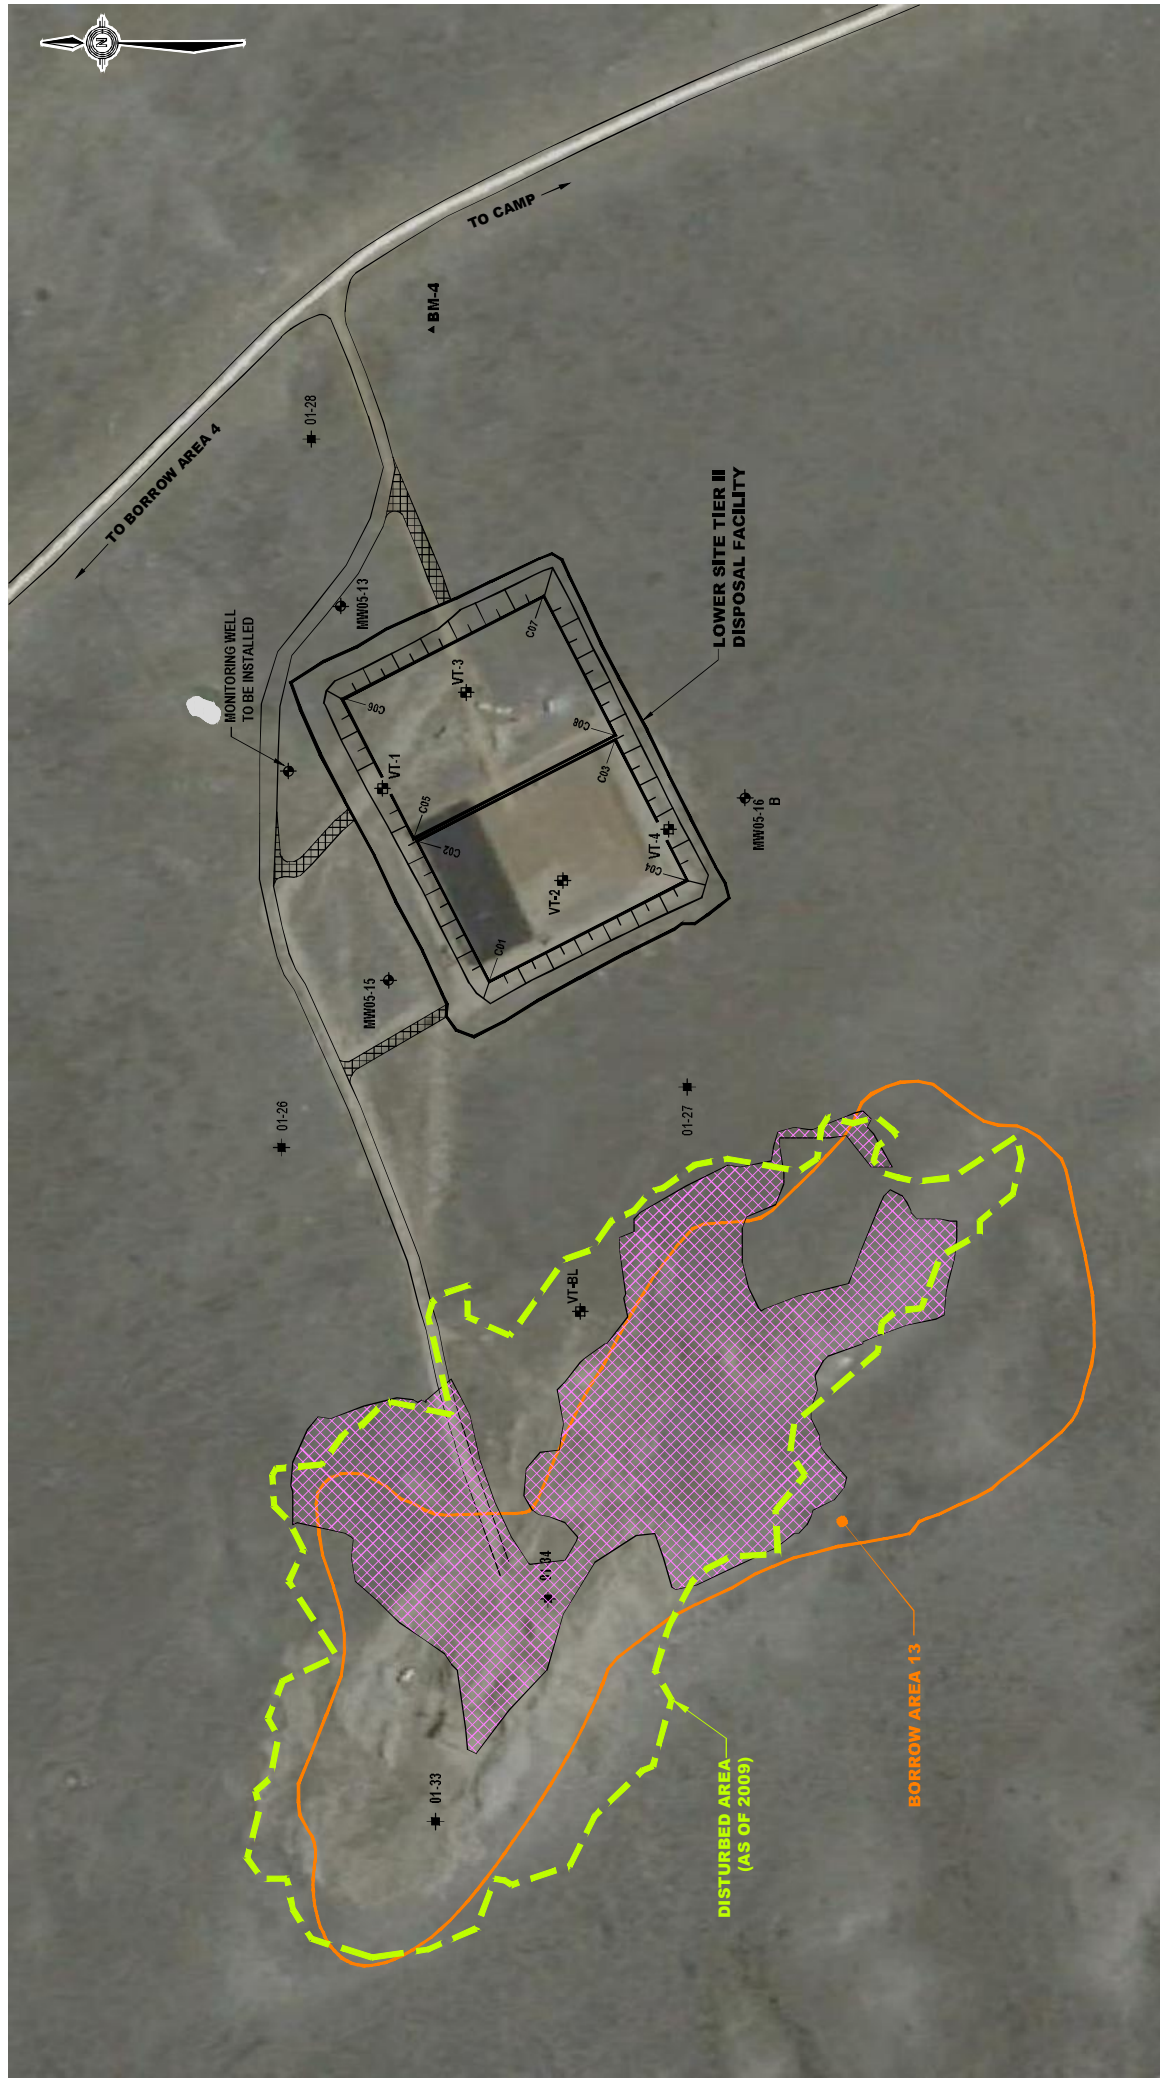 N
TO CAMP
BM-4
01-28
TO BORROW AREA 4
MW05-13
MONITORING WELL
TO BE INSTALLED
LOWER SITE TIER II
DISPOSAL FACILITY
C07
VT-3
C06
C08
VT-1
C03
C05
C02
VT-4
C04
MW05-16
B
VT-2
C01
MW05-15
01-26
01-27
VT-BL
34
BORROW AREA 13
01-33
DISTURBED AREA
(AS OF 2009)